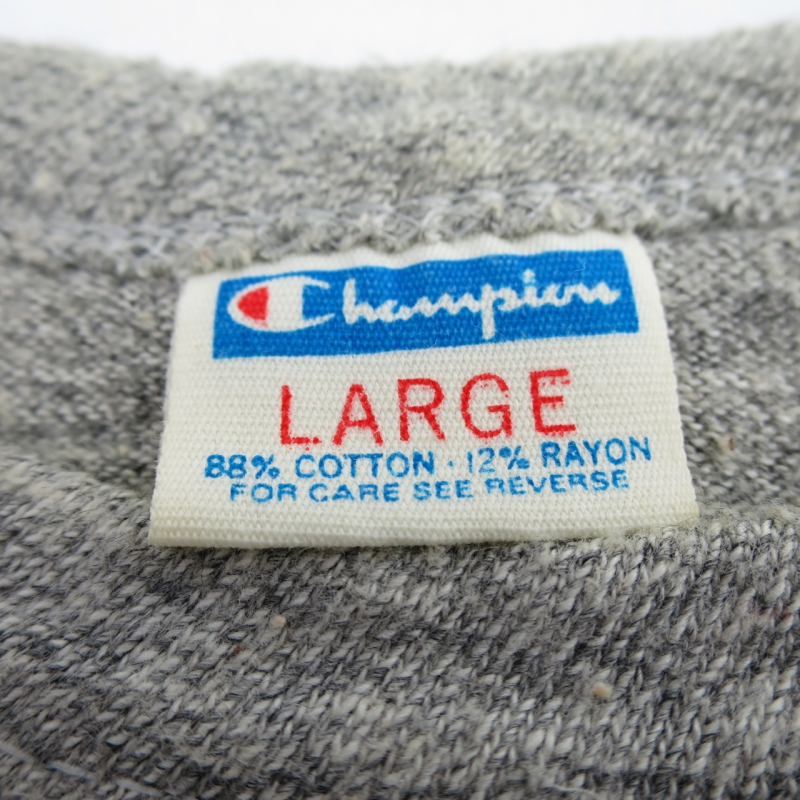 Champion
LARGE
88% COTTON · 12% RAYON
FOR CARE SEE REVERSE